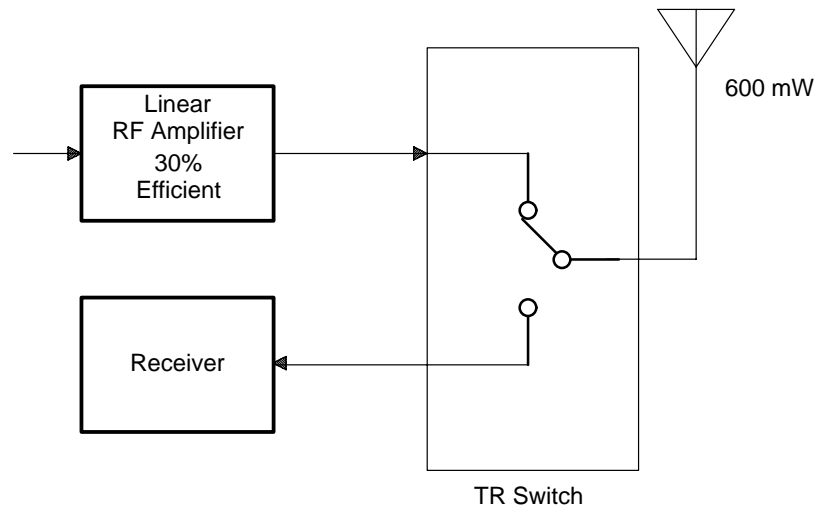 Linear
RF Amplifier
30%
Efficient
600 mW
Receiver
TR Switch